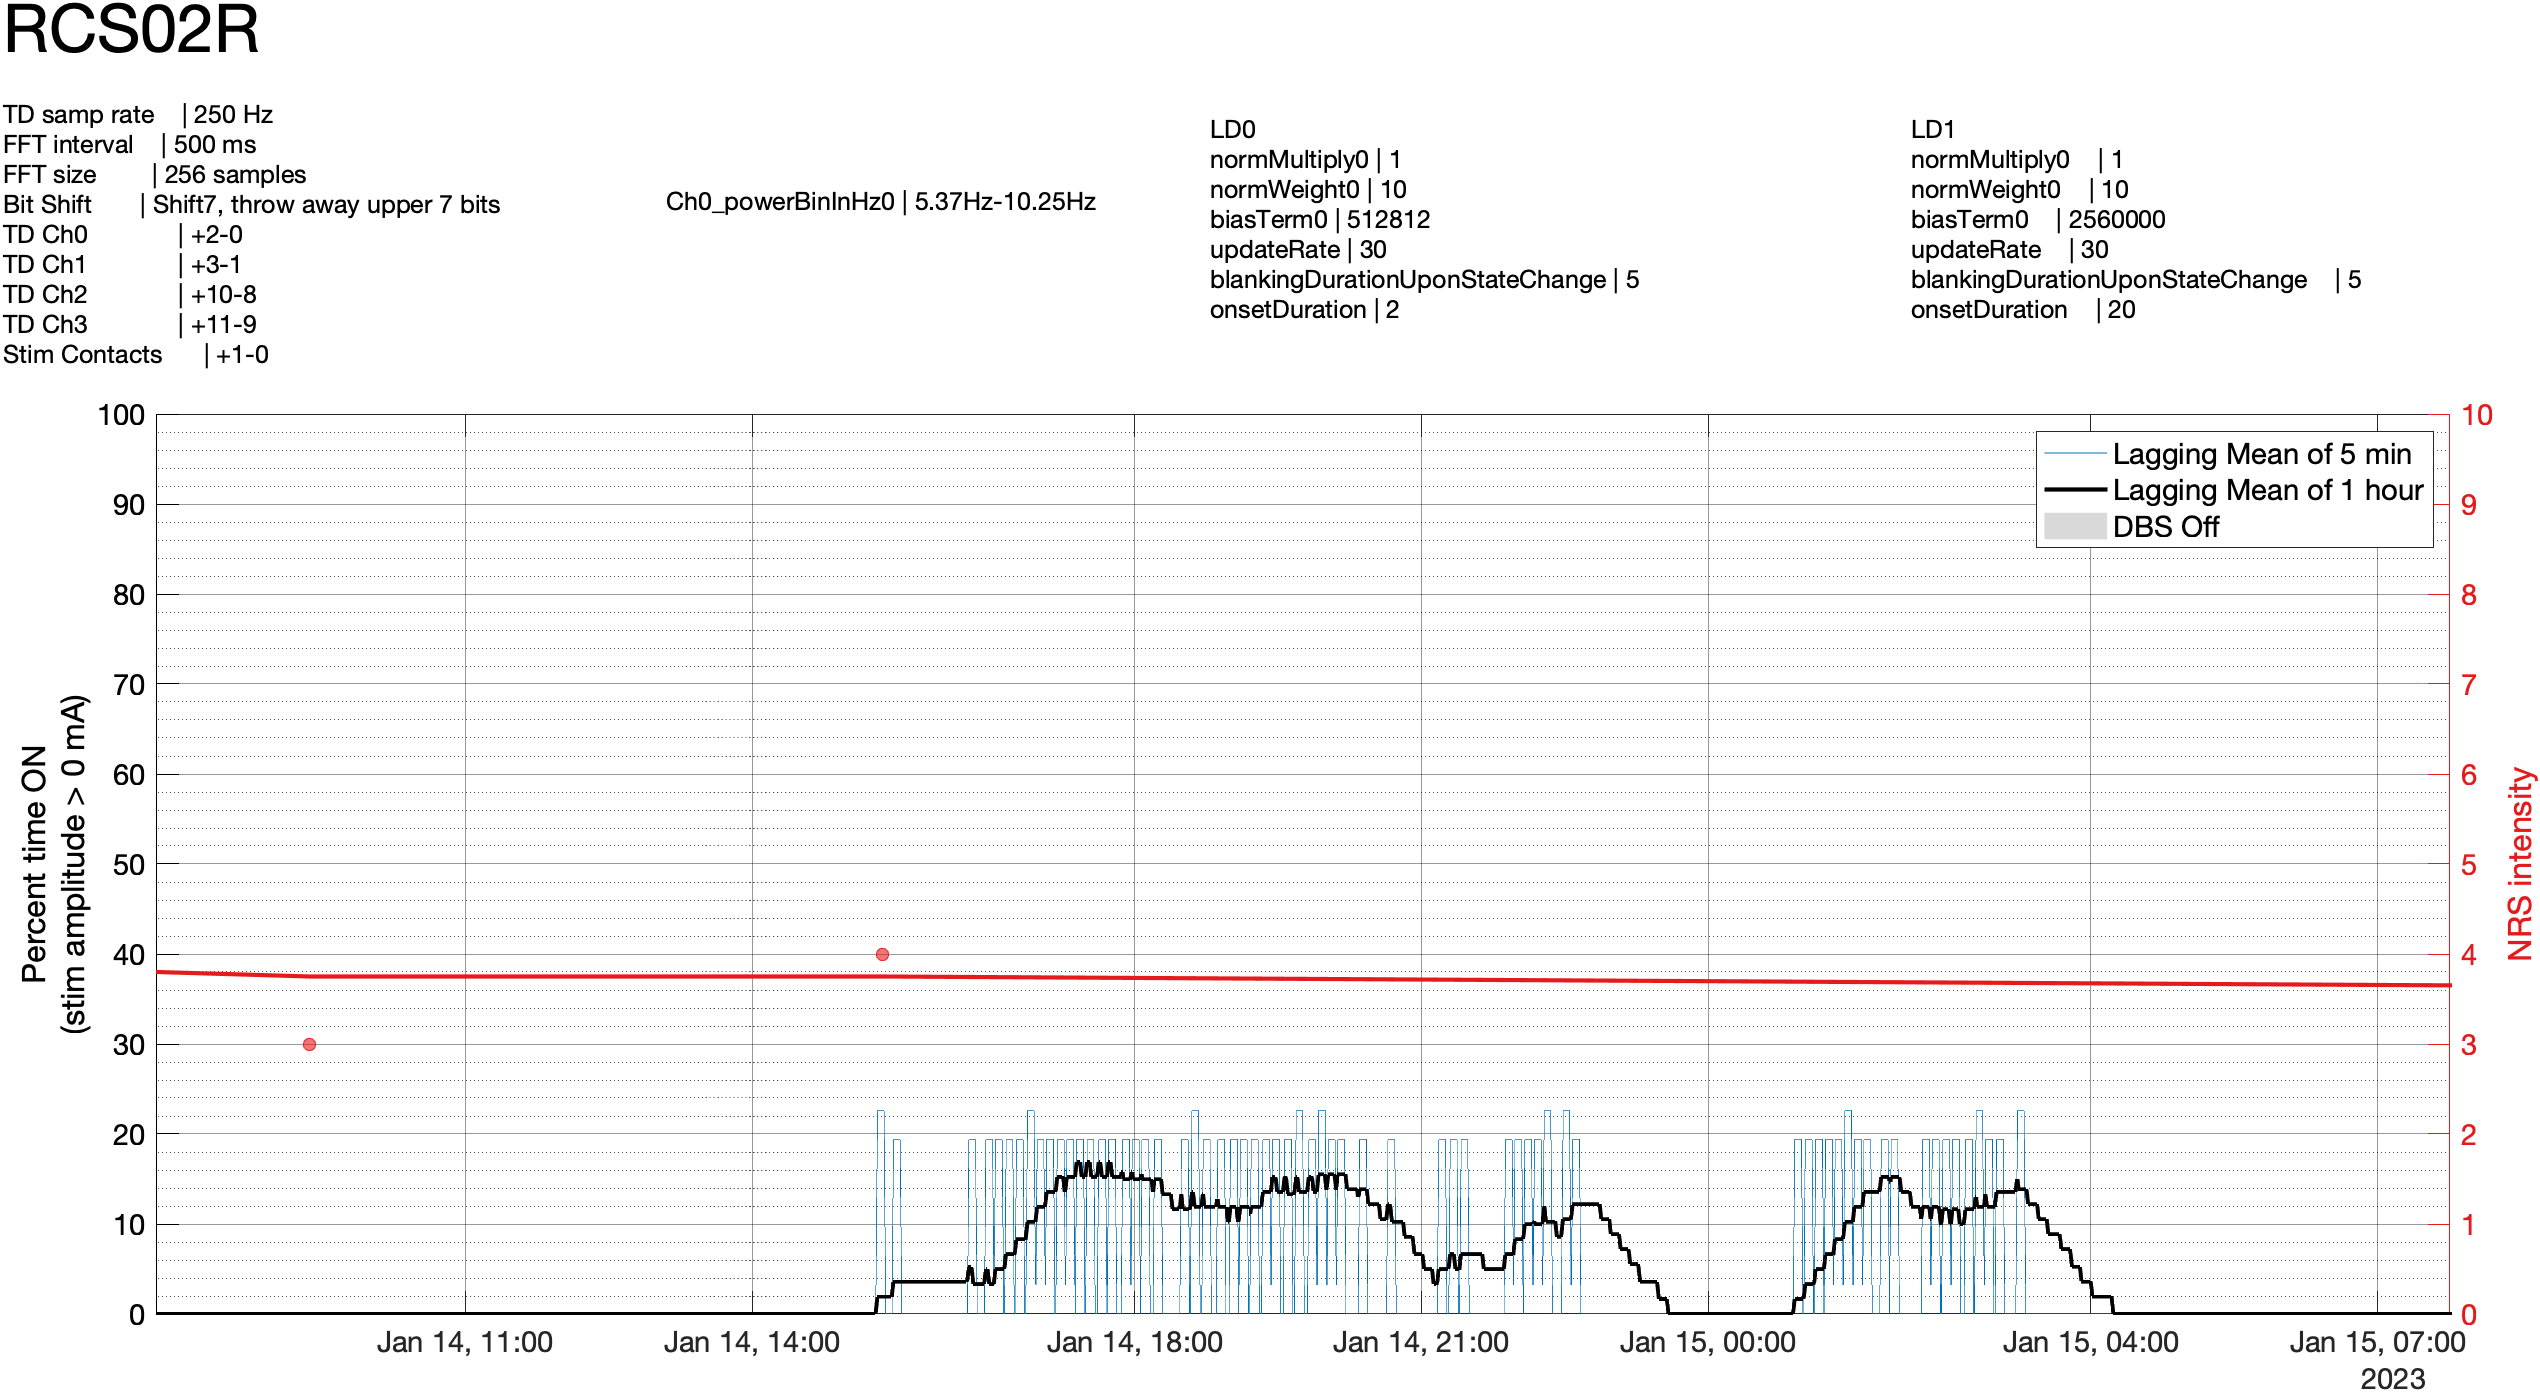 RCS02R
TD samp rate | 250 Hz
FFT interval | 500 ms
FFT size | 256 samples
Bit Shift | Shift7, throw away upper 7 bits
TD Ch0 | +2-0
TD Ch1 | +3-1
TD Ch2 | +10-8
TD Ch3 | +11-9
Stim Contacts | +1-0
Ch0_powerBinInHz0 | 5.37Hz-10.25Hz
LD0
normMultiply0 | 1
normWeight0 | 10
biasTerm0 | 512812
updateRate | 30
blankingDurationUponStateChange | 5
onsetDuration | 2
LD1
normMultiply0 | 1
normWeight0 | 10
biasTerm0 | 2560000
updateRate | 30
blankingDurationUponStateChange | 5
onsetDuration | 20
Percent time ON
(stim amplitude > 0 mA)
100
90
80
70
60
50
40
30
20
10
0
Lagging Mean of 5 min
Lagging Mean of 1 hour
DBS Off
10
9
8
7
6
5
4
3
2
1
0
NRS intensity
Jan 14, 11:00
Jan 14, 14:00
Jan 14, 18:00
Jan 14, 21:00
Jan 15, 00:00
Jan 15, 04:00
Jan 15, 07:00
2023